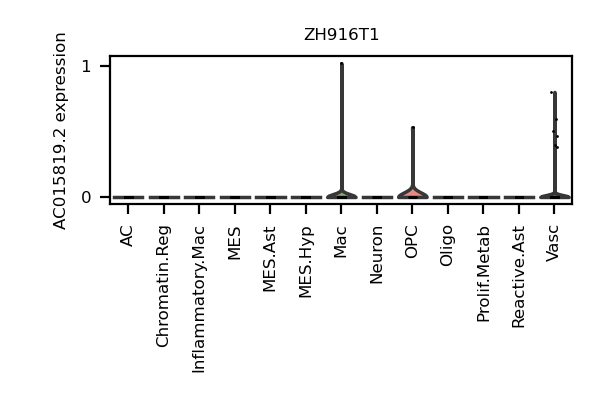 ZH916T1
AC015819.2 expression
1
0
AC
Chromatin.Reg
Inflammatory.Mac
MES
MES.Ast
MES.Hyp
Mac
Neuron
OPC
Oligo
Prolif.Metab
Reactive.Ast
Vasc